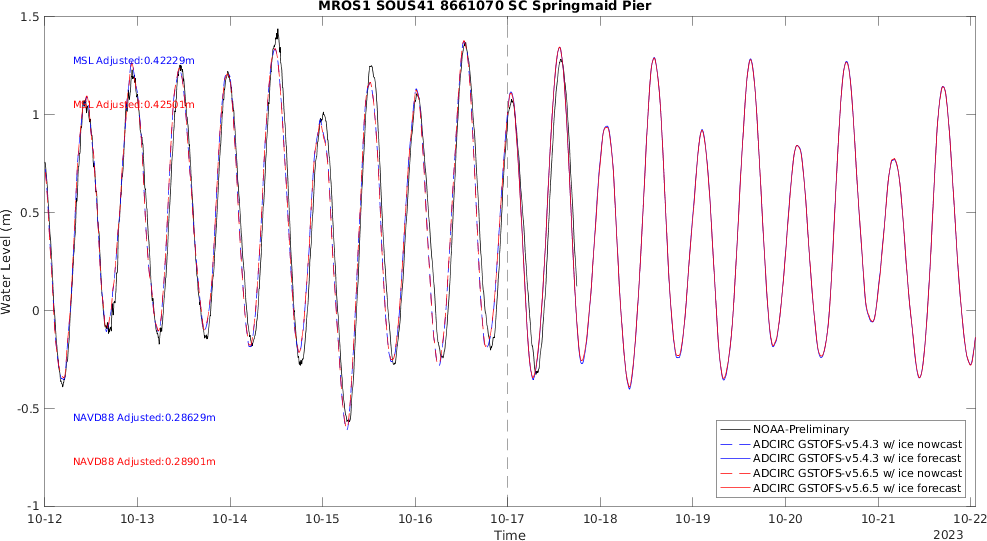 MROS1 SOUS41 8661070 SC Springmaid Pier
1.5
1
0.5
0
-0.5
-1
Water Level (m)
MSL Adjusted:0.42229m
MSL Adjusted:0.42501m
NAVD88 Adjusted:0.28629m
NAVD88 Adjusted:0.28901m
NOAA-Preliminary
ADCIRC GSTOFS-v5.4.3 w/ ice nowcast
ADCIRC GSTOFS-v5.4.3 w/ ice forecast
ADCIRC GSTOFS-v5.6.5 w/ ice nowcast
ADCIRC GSTOFS-v5.6.5 w/ ice forecast
10-12 10-13 10-14 10-15 10-16 10-17 10-18 10-19 10-20 10-21 10-22
Time
2023